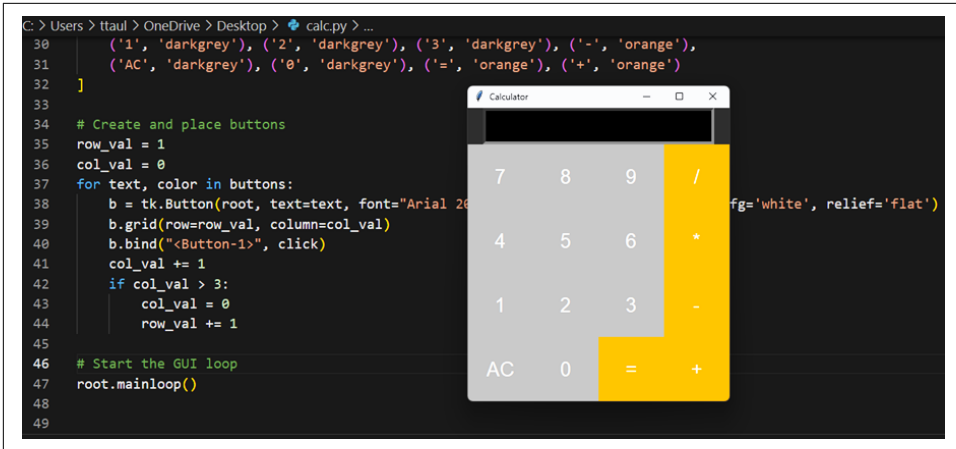 C: > Users > ttaul > OneDrive > Desktop > calc.py > ...
30 ('1', 'darkgrey'), ('2', 'darkgrey'), ('3', 'darkgrey'), ('-', 'orange'),
31 ('AC', 'darkgrey'), ('0', 'darkgrey'), ('=', 'orange'), ('+', 'orange')
32 ]
33
34 # Create and place buttons
35 row_val = 1
36 col_val = 0
37 for text, color in buttons:
38 b = tk.Button(root, text=text, font="Arial 20 fg='white', relief='flat')
39 b.grid(row=row_val, column=col_val)
40 b.bind("<Button-1>", click)
41 col_val += 1
42 if col_val > 3:
43 col_val = 0
44 row_val += 1
45
46 # Start the GUI loop
47 root.mainloop()
48
49
Calculator
7 8 9 /
4 5 6 *
1 2 3 -
AC 0 = +